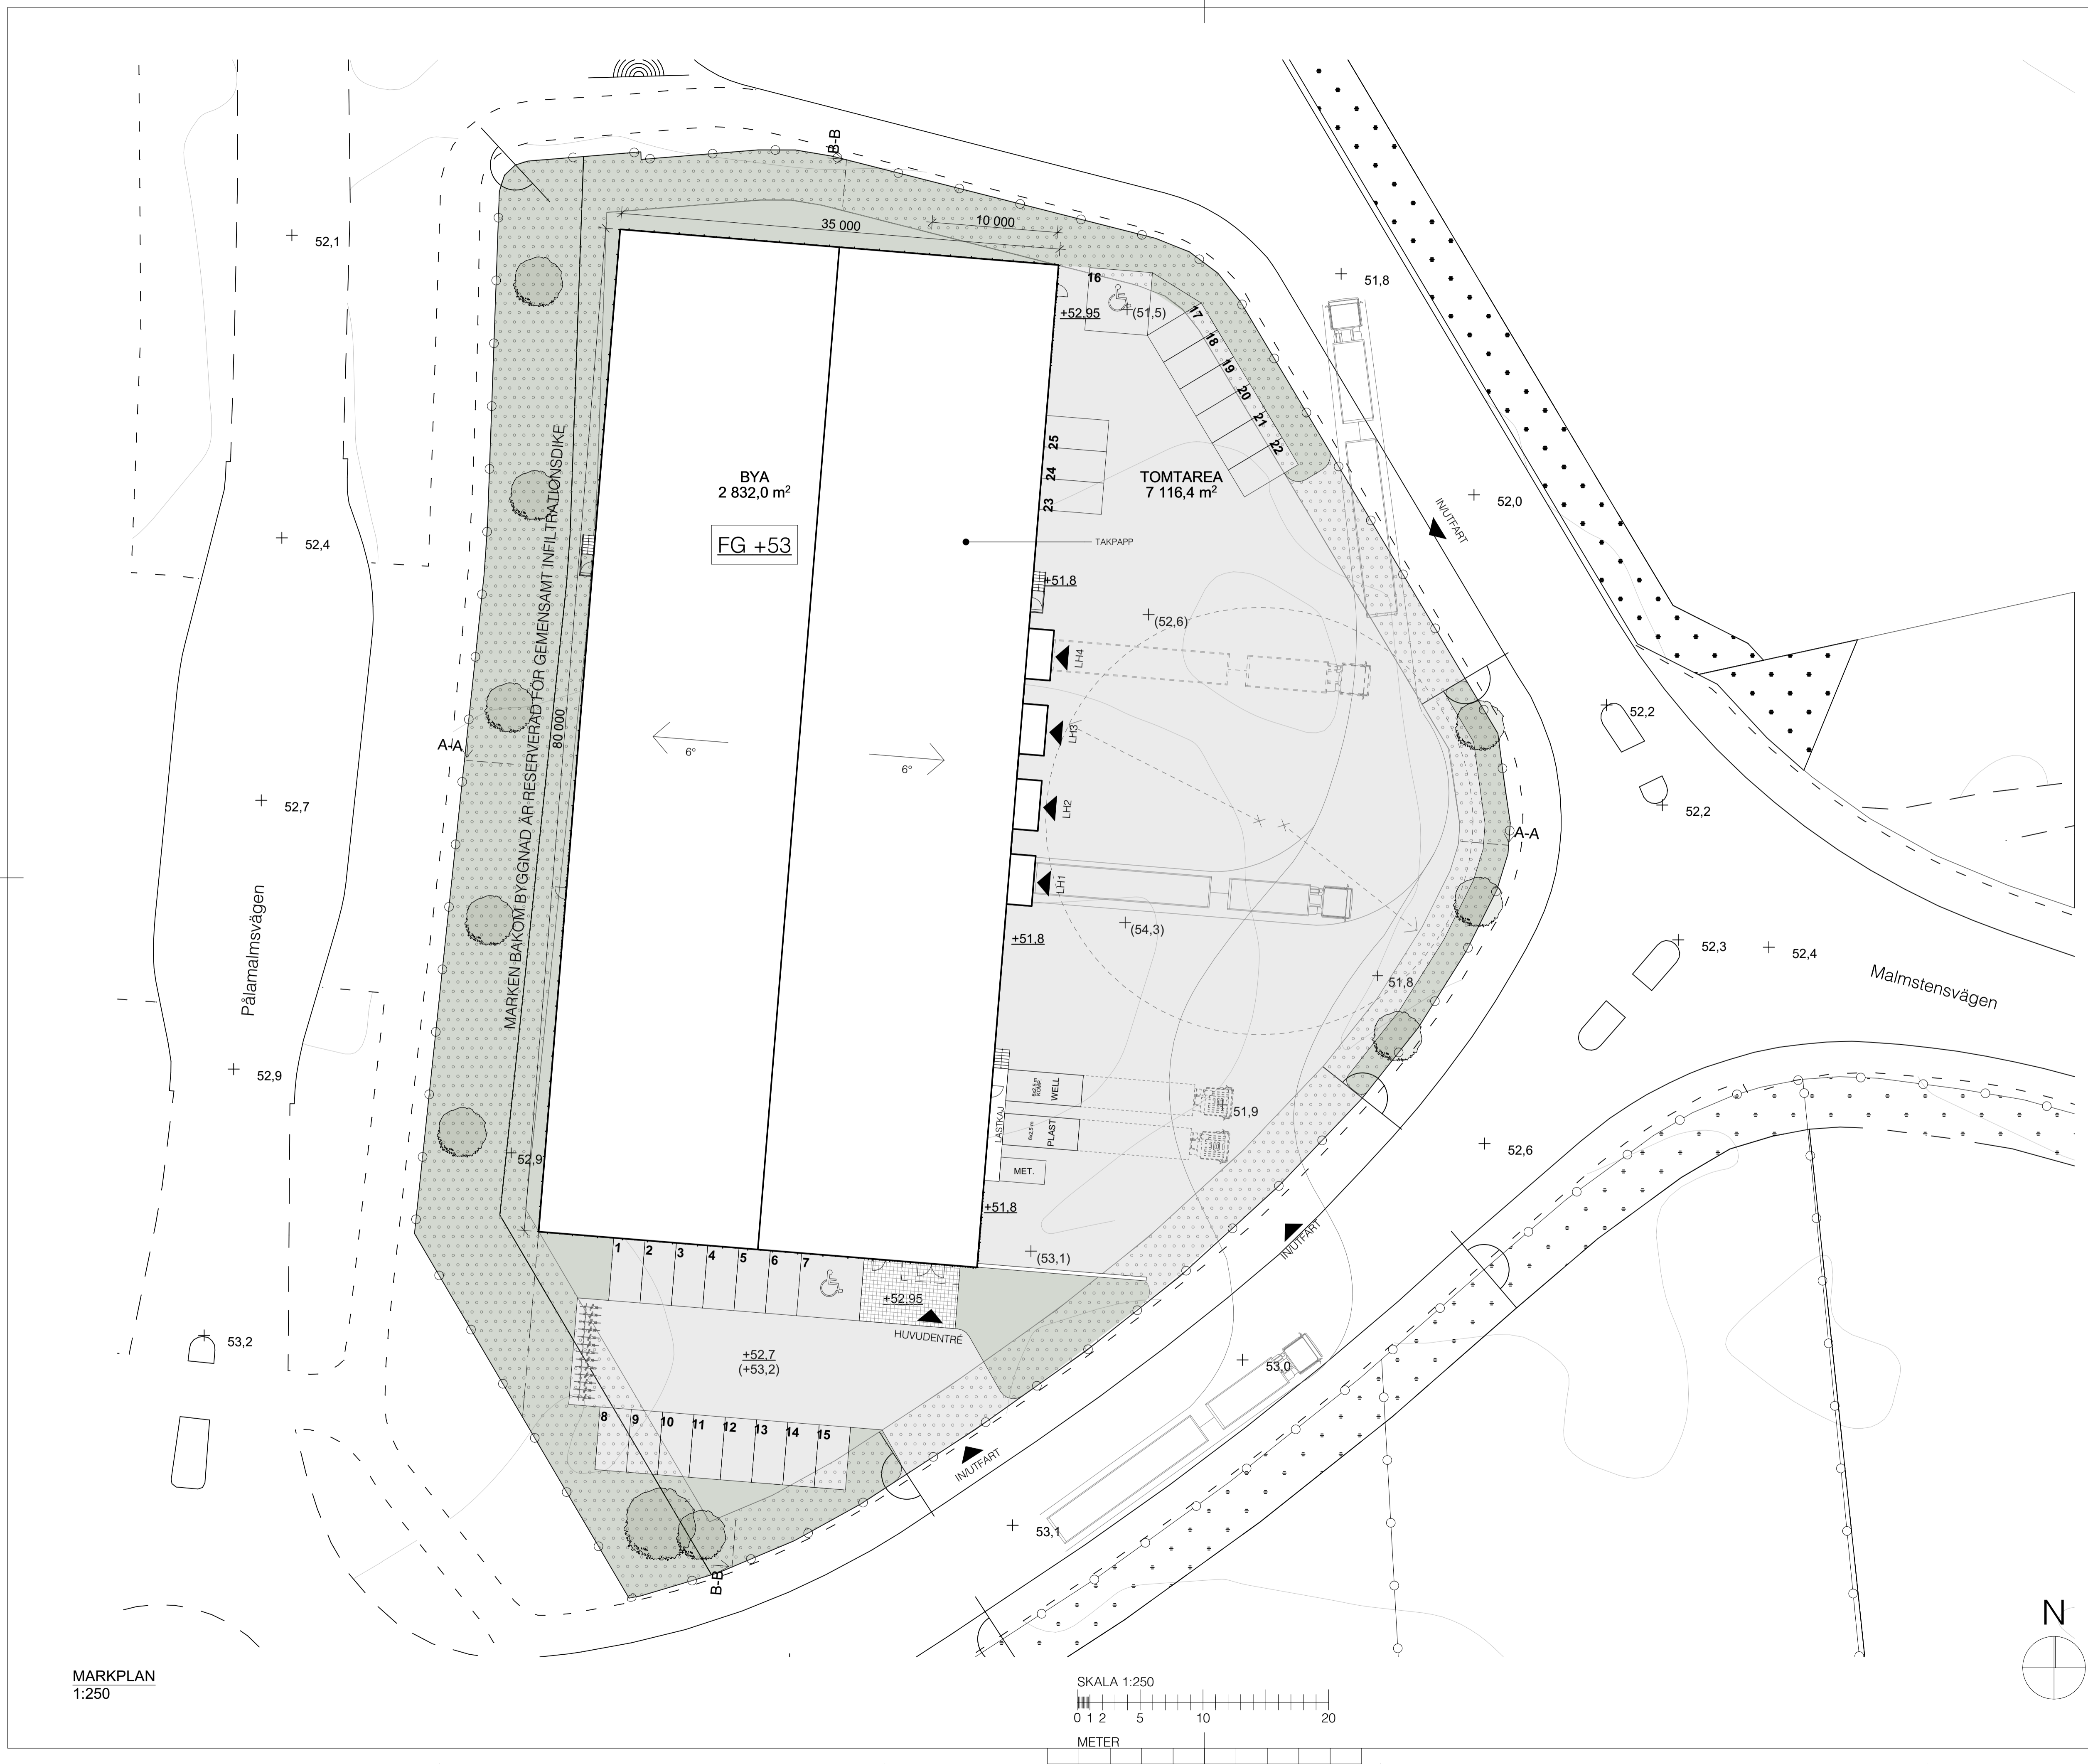 B-B
35 000
10 000
52,1
51,8
16
+52,95
(51,5)
17
18
19
20
21
22
25
24
23
BYA
2 832,0 m²
TOMTAREA
7 116,4 m²
FG +53
IN/UTFART
52,0
52,4
TAKPAPP
+51,8
(52,6)
LH4
LH3
LH2
LH1
MARKEN BAKOM BYGGNAD ÄR RESERVERAD FÖR GEMENSAMT INFILTRATIONSDIKE
80 000
52,2
A-A
6°
6°
52,7
52,2
A-A
Pålamalmsvägen
+51,8
(54,3)
51,8
52,3
52,4
Malmstensvägen
52,9
6x2,5 m
KOMP.
WELL
51,9
LASTKAJ
6x2,5 m
PLAST
52,6
52,9
MET.
+51,8
IN/UTFART
1
2
3
4
5
6
7
(53,1)
+52,95
HUVUDENTRÉ
53,2
+52,7
(+53,2)
53,0
8
9
10
11
12
13
14
15
IN/UTFART
53,1
B-B
N
MARKPLAN
1:250
SKALA 1:250
0 1 2 5 10 20
METER